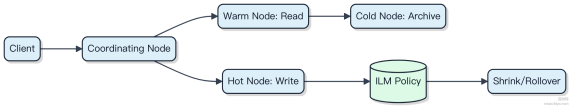 Warm Node: Read
Cold Node: Archive
Client
Coordinating Node
Hot Node: Write
ILM Policy
Shrink/Rollover